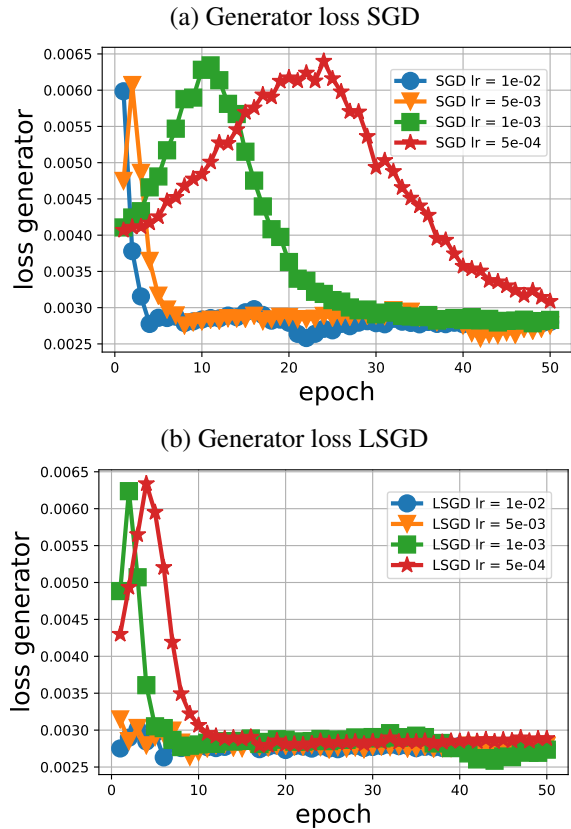 (a) Generator loss SGD
0.0065
0.0060
0.0055
0.0050
0.0045
0.0040
0.0035
0.0030
0.0025
loss generator
SGD lr = 1e-02
SGD lr = 5e-03
SGD lr = 1e-03
SGD lr = 5e-04
0 10 20 30 40 50
epoch
(b) Generator loss LSGD
0.0065
0.0060
0.0055
0.0050
0.0045
0.0040
0.0035
0.0030
0.0025
loss generator
LSGD lr = 1e-02
LSGD lr = 5e-03
LSGD lr = 1e-03
LSGD lr = 5e-04
0 10 20 30 40 50
epoch